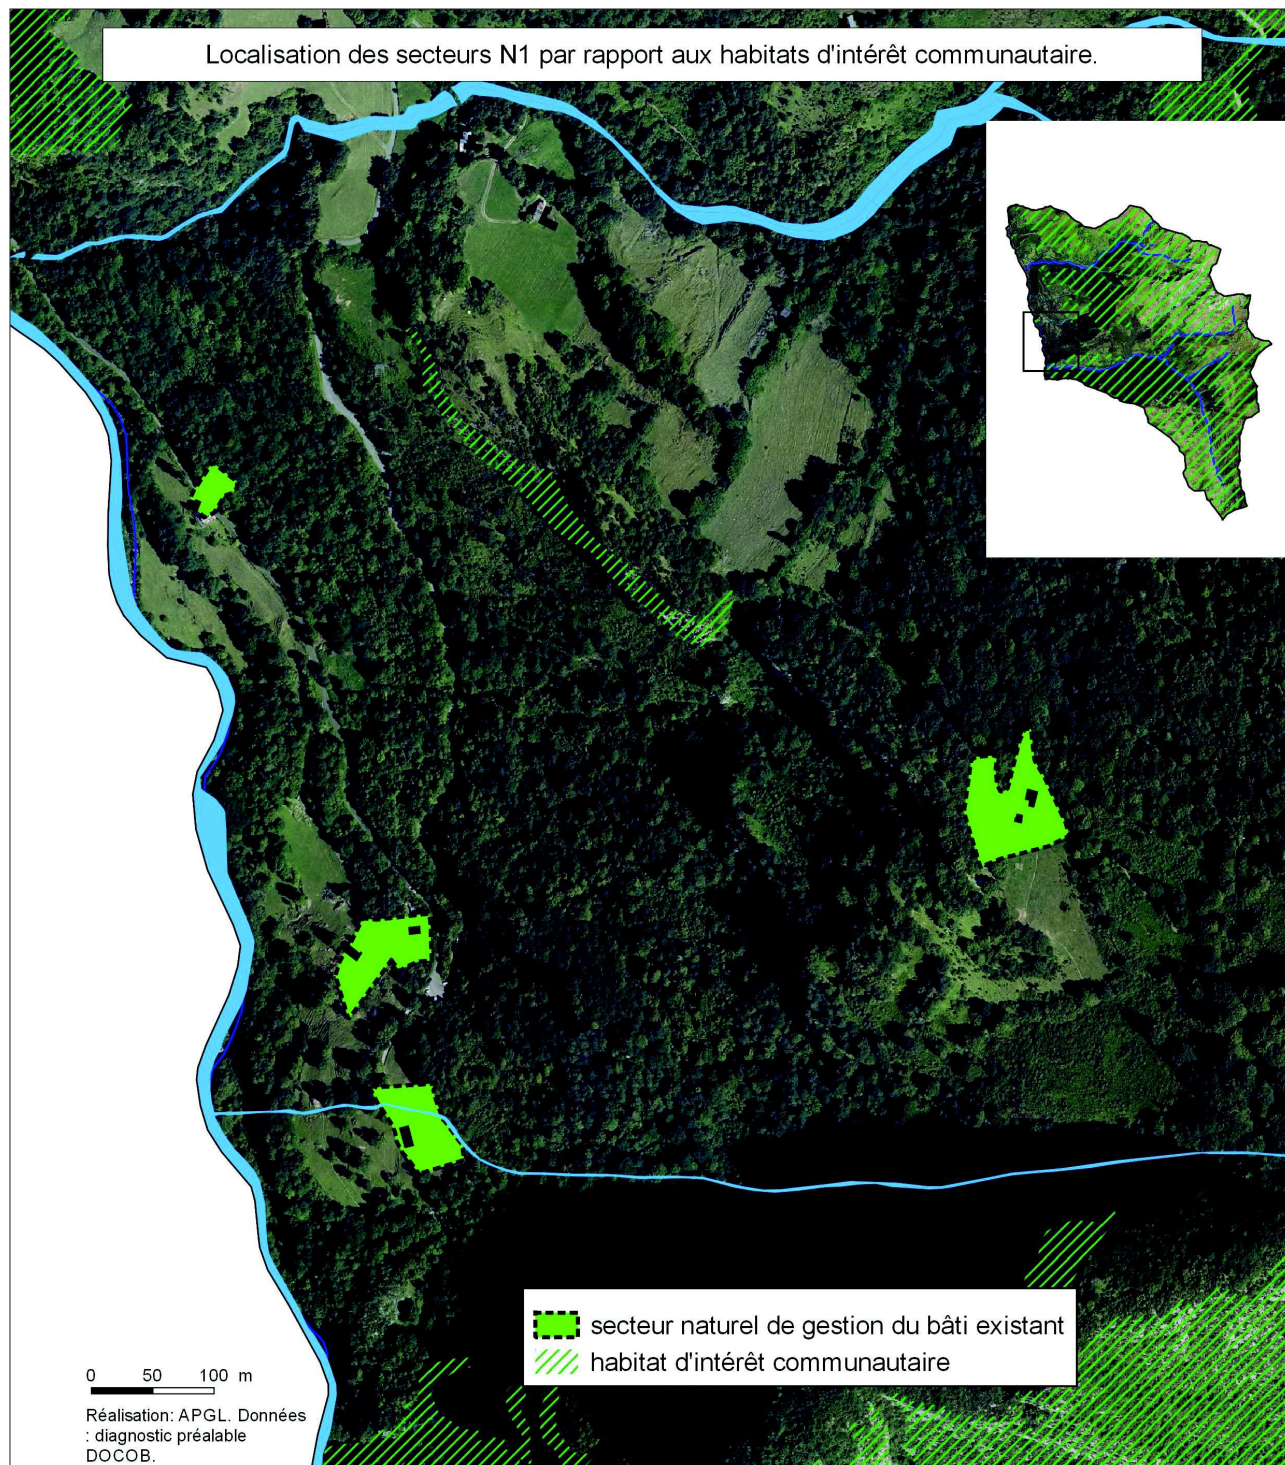 Localisation des secteurs N1 par rapport aux habitats d'intérêt communautaire.
secteur naturel de gestion du bâti existant
habitat d'intérêt communautaire
0 50 100 m
Réalisation: APGL. Données
: diagnostic préalable
DOCOB.